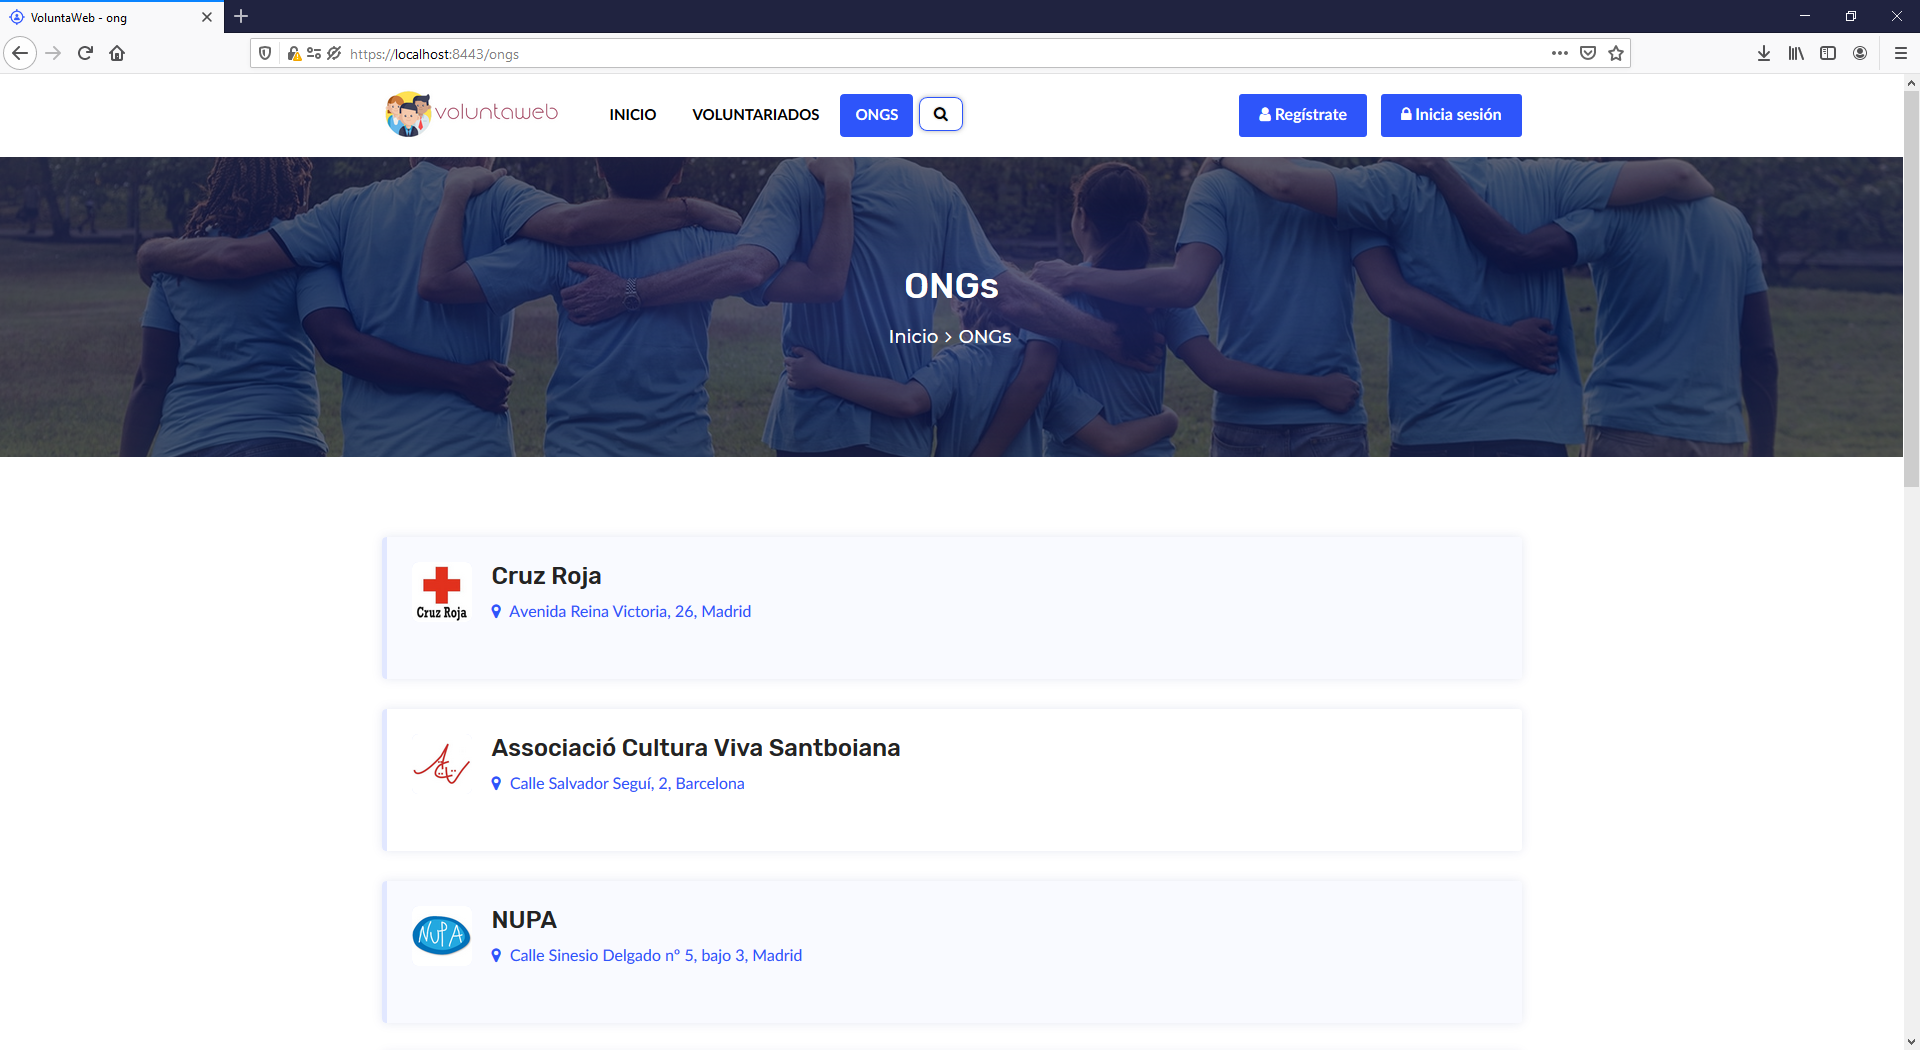 VoluntaWeb - ong
https://localhost:8443/ongs
voluntaweb
INICIO
VOLUNTARIADOS
ONGS
Regístrate
Inicia sesión
ONGs
Inicio > ONGs
Cruz Roja
Cruz Roja
Avenida Reina Victoria, 26, Madrid
Associació Cultura Viva Santboiana
Calle Salvador Seguí, 2, Barcelona
NUPA
NUPA
Calle Sinesio Delgado nº 5, bajo 3, Madrid